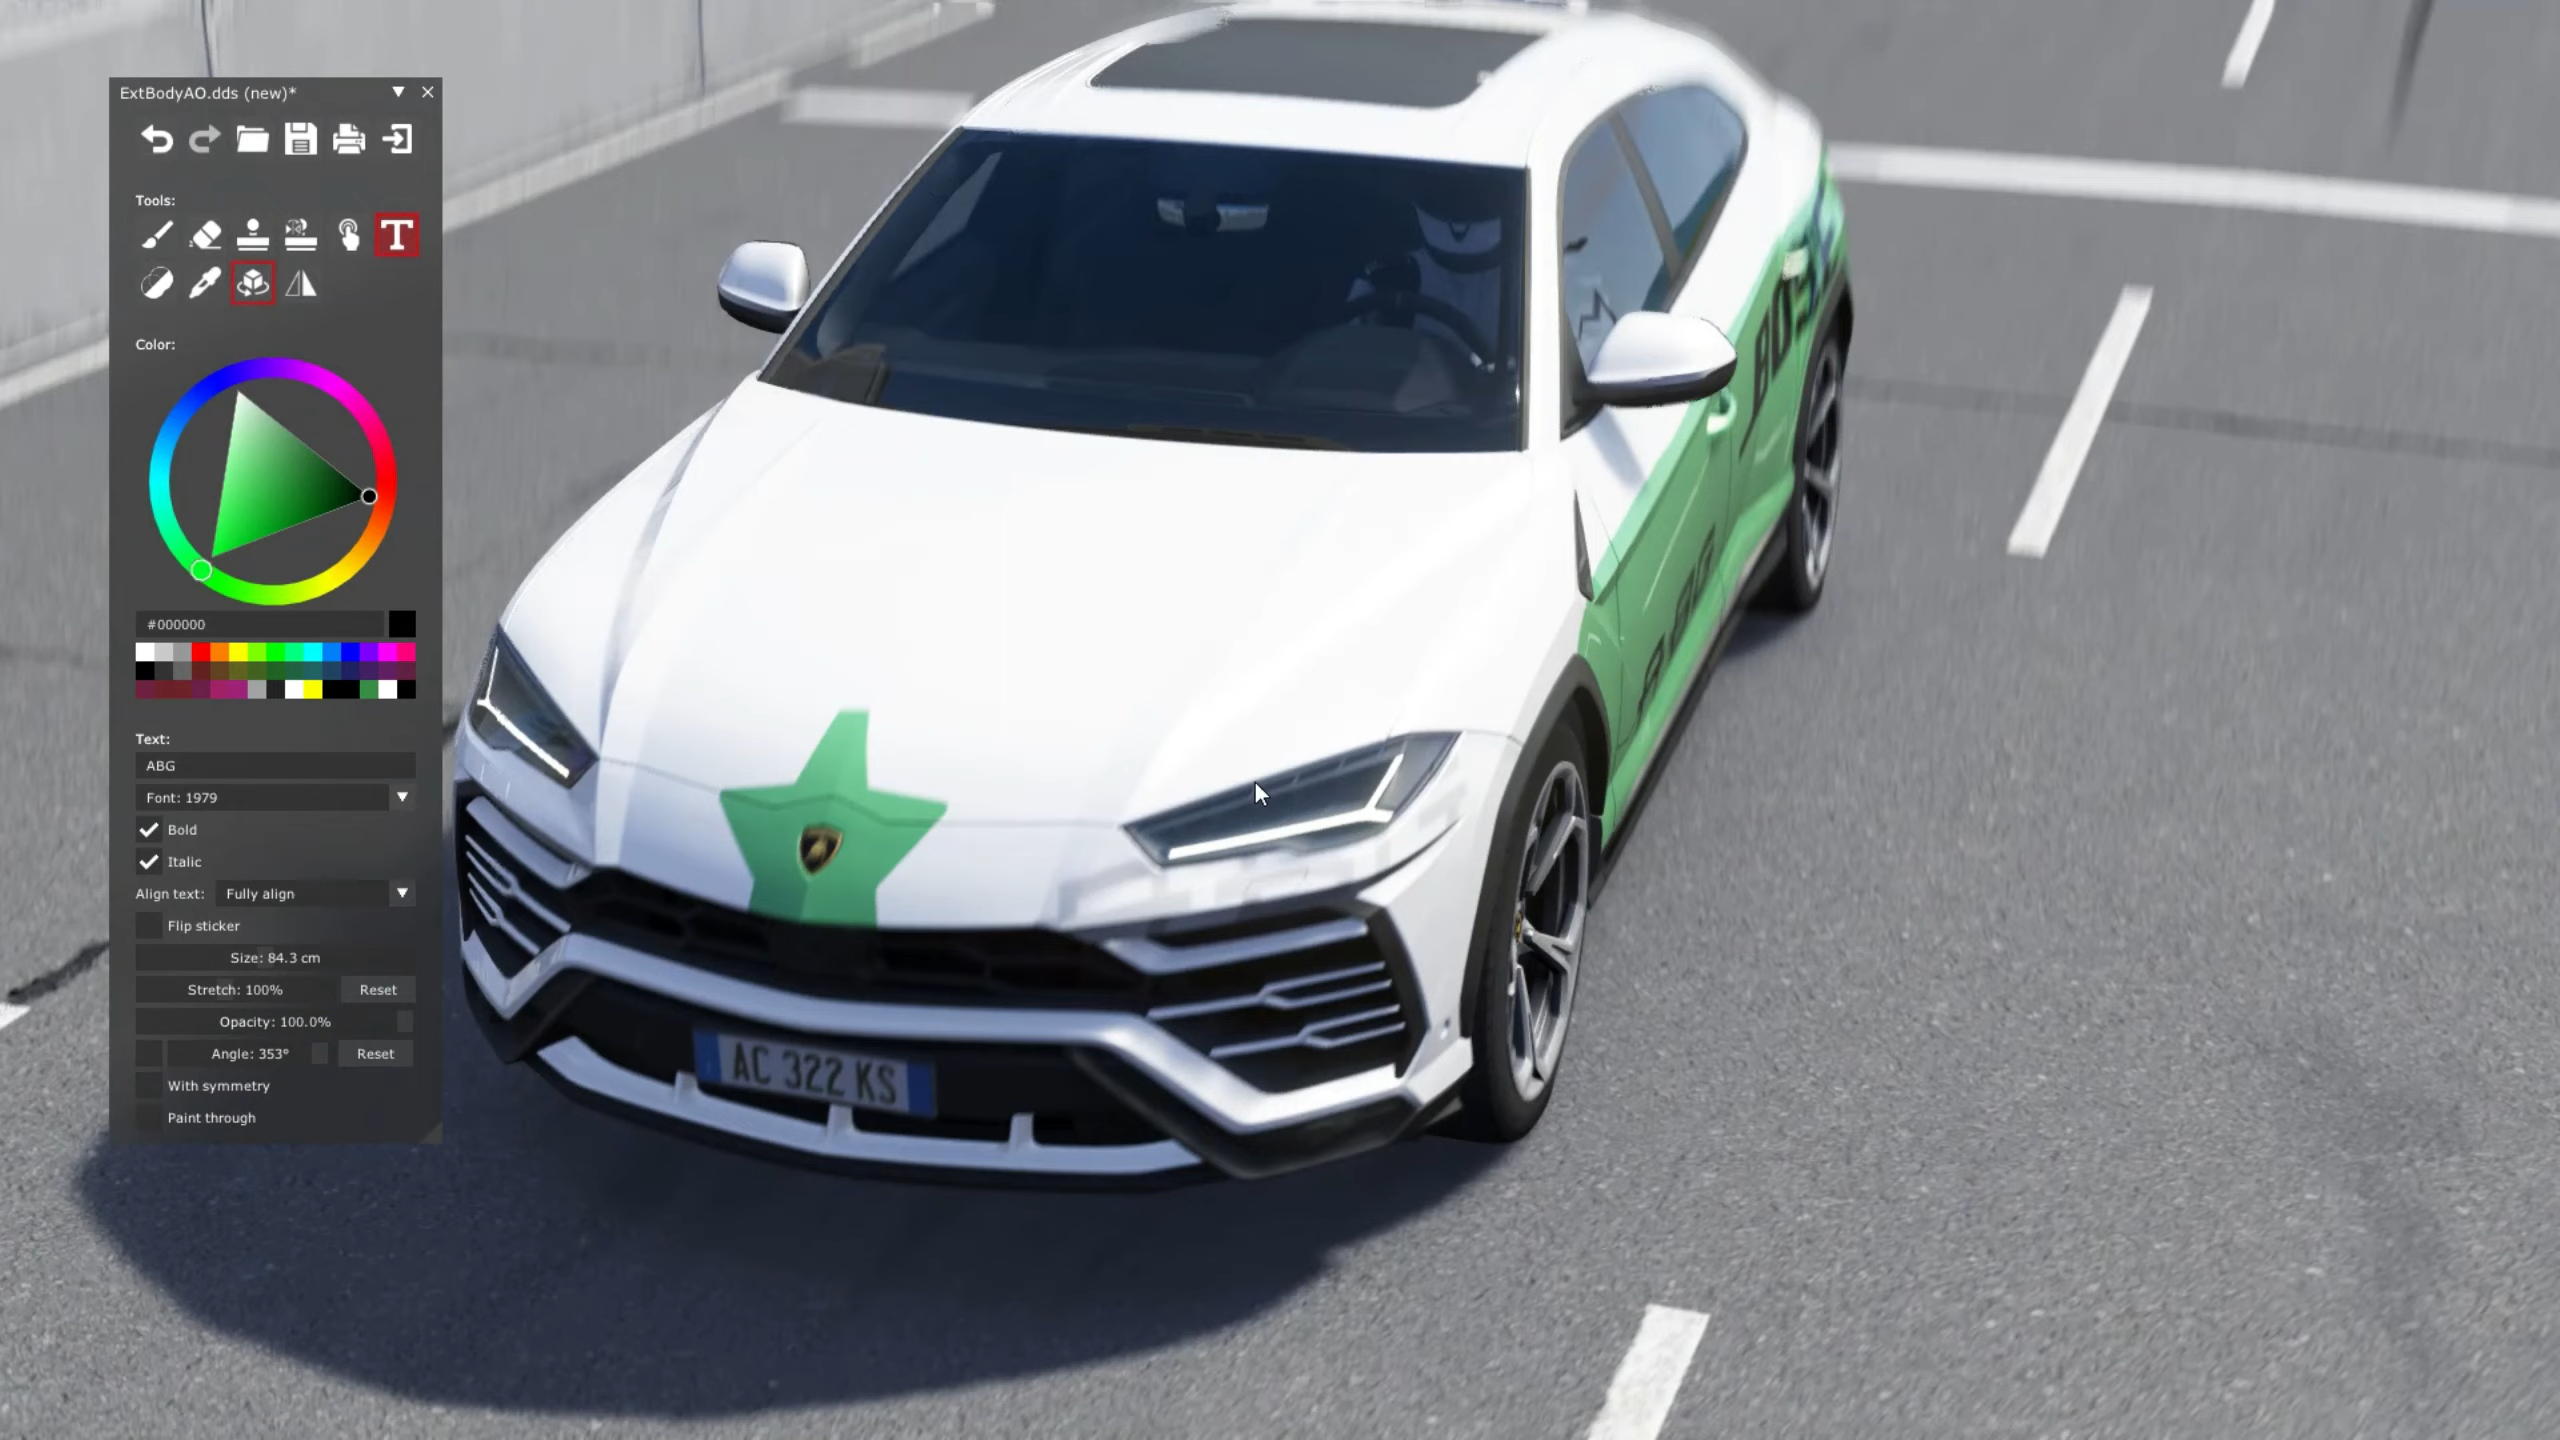 ExtBodyAO.dds (new)*
Tools:
T
Color:
#000000
Text:
ABG
Font: 1979
Bold
Italic
Align text: Fully align
Flip sticker
Size: 84.3 cm
Stretch: 100% Reset
Opacity: 100.0%
Angle: 353° Reset
With symmetry
Paint through
AC 322 KS